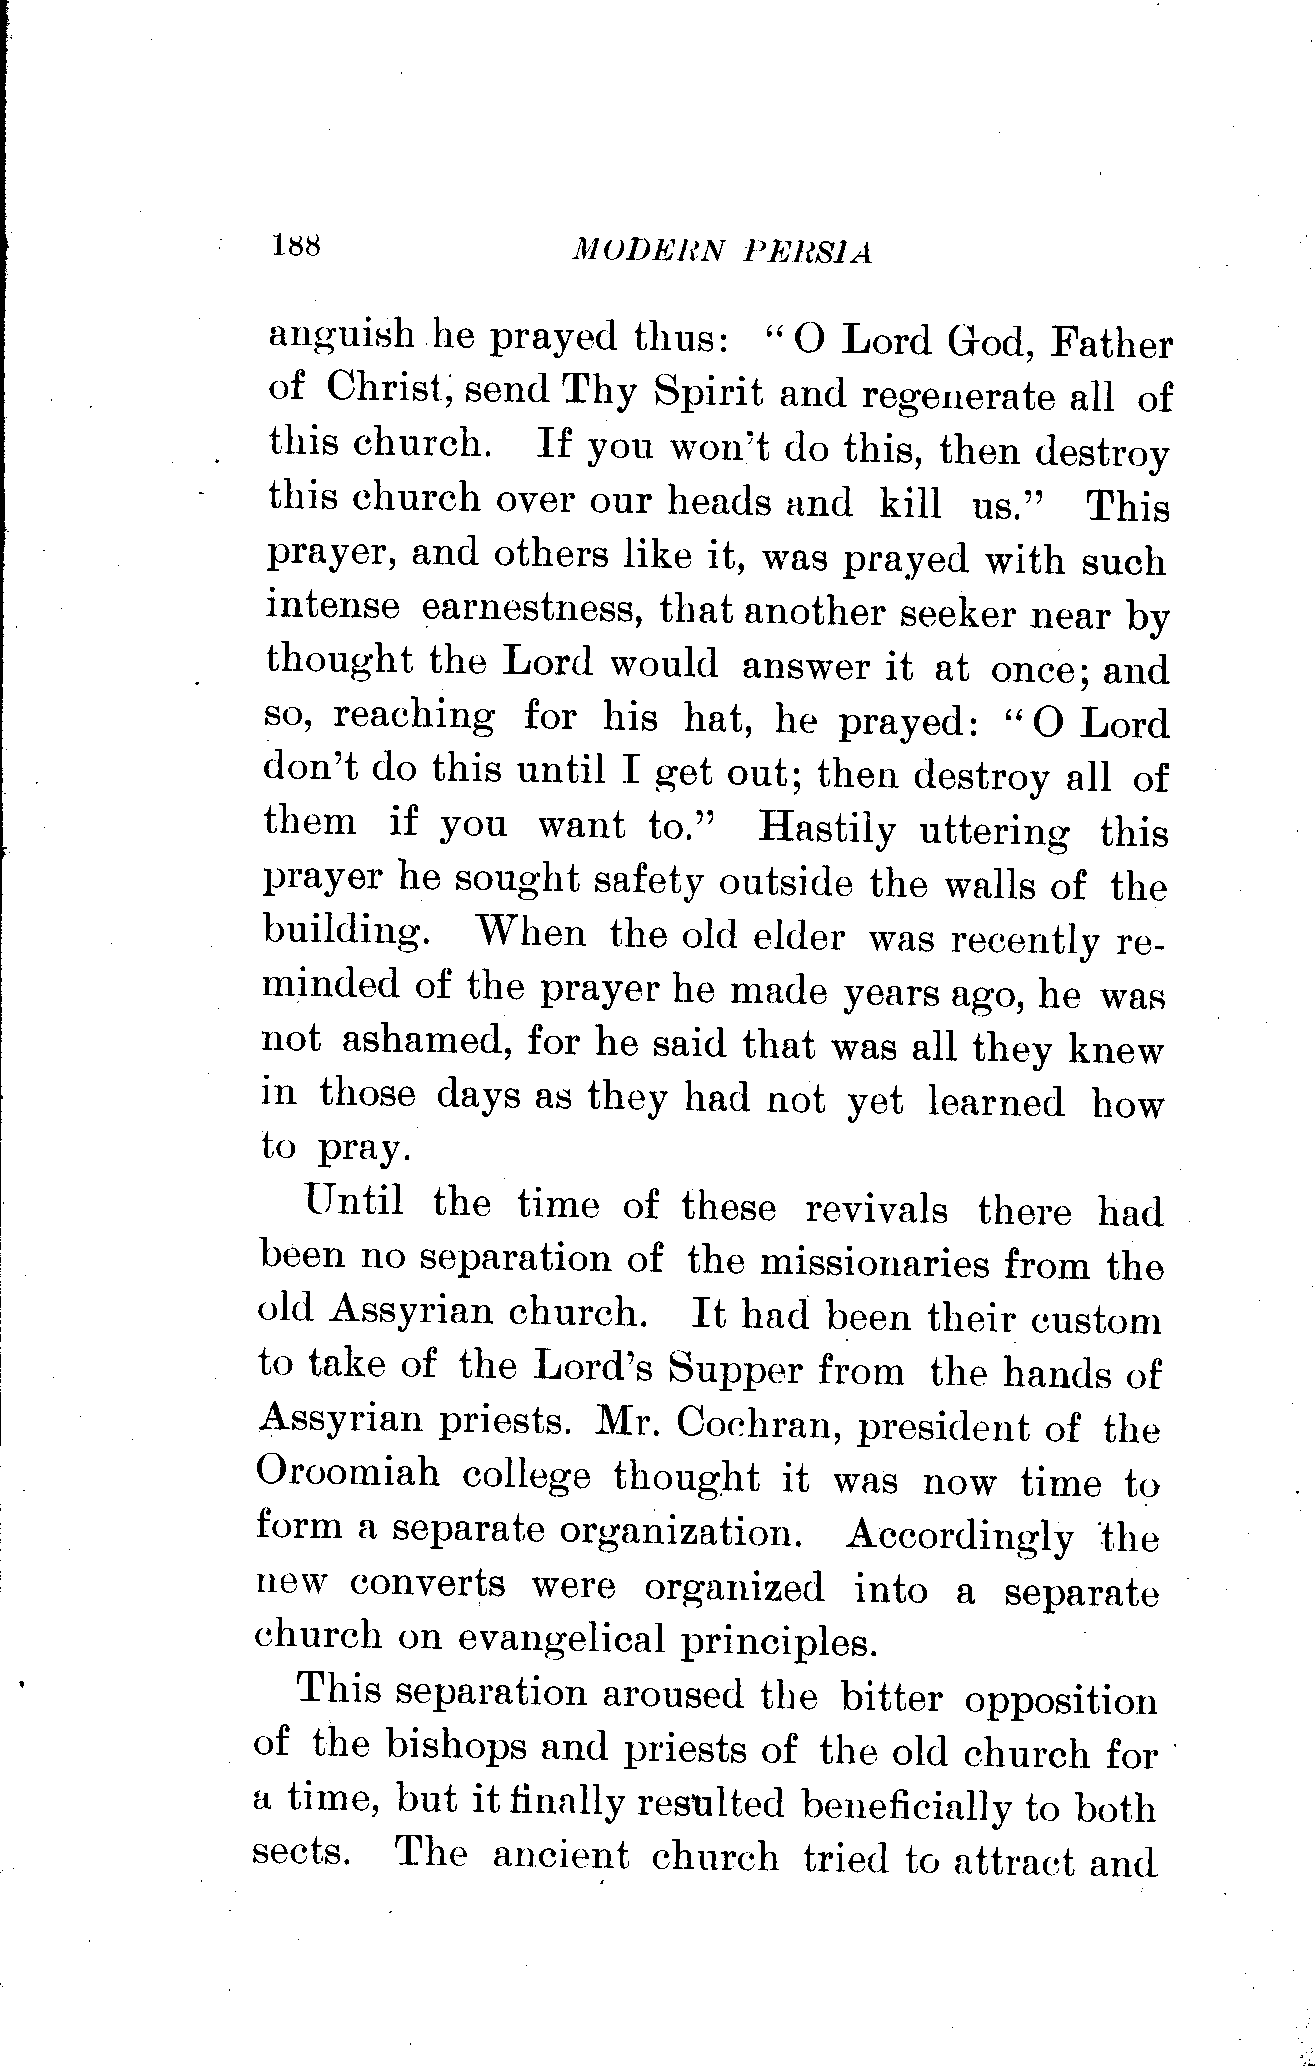 188 MODERN PERSIA
anguish he prayed thus: "O Lord God, Father
of Christ, send Thy Spirit and regenerate all of
this church. If you won't do this, then destroy
this church over our heads and kill us." This
prayer, and others like it, was prayed with such
intense earnestness, that another seeker near by
thought the Lord would answer it at once; and
so, reaching for his hat, he prayed: "O Lord
don't do this until I get out; then destroy all of
them if you want to." Hastily uttering this
prayer he sought safety outside the walls of the
building. When the old elder was recently re-
minded of the prayer he made years ago, he was
not ashamed, for he said that was all they knew
in those days as they had not yet learned how
to pray.
Until the time of these revivals there had
been no separation of the missionaries from the
old Assyrian church. It had been their custom
to take of the Lord's Supper from the hands of
Assyrian priests. Mr. Cochran, president of the
Oroomiah college thought it was now time to
form a separate organization. Accordingly the
new converts were organized into a separate
church on evangelical principles.
This separation aroused the bitter opposition
of the bishops and priests of the old church for
a time, but it finally resulted beneficially to both
sects. The ancient church tried to attract and